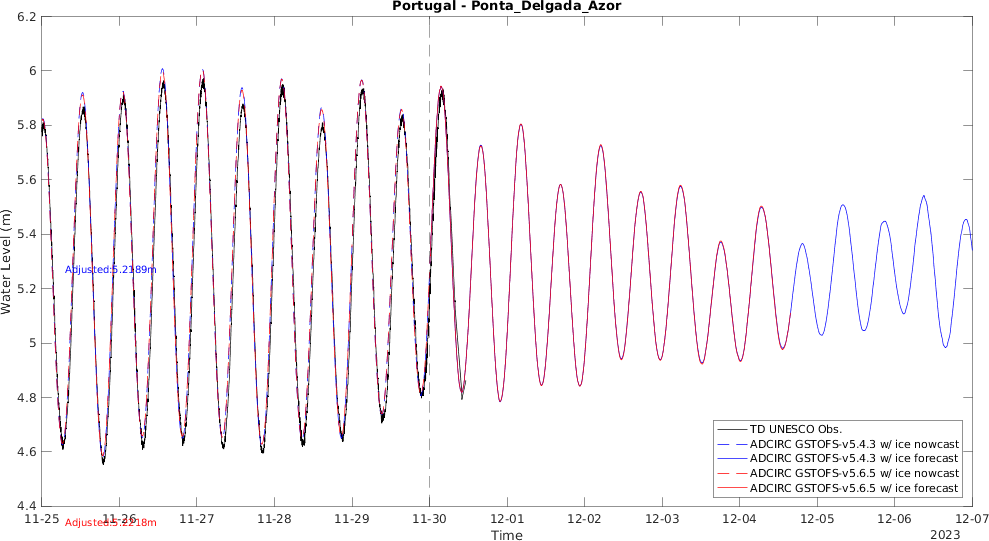 Portugal - Ponta_Delgada_Azor
6.2
6
5.8
5.6
5.4
5.2
5
4.8
4.6
4.4
Water Level (m)
Adjusted:5.2189m
Adjusted:5.2218m
TD UNESCO Obs.
ADCIRC GSTOFS-v5.4.3 w/ ice nowcast
ADCIRC GSTOFS-v5.4.3 w/ ice forecast
ADCIRC GSTOFS-v5.6.5 w/ ice nowcast
ADCIRC GSTOFS-v5.6.5 w/ ice forecast
11-25 11-26 11-27 11-28 11-29 11-30 12-01 12-02 12-03 12-04 12-05 12-06 12-07
Time
2023